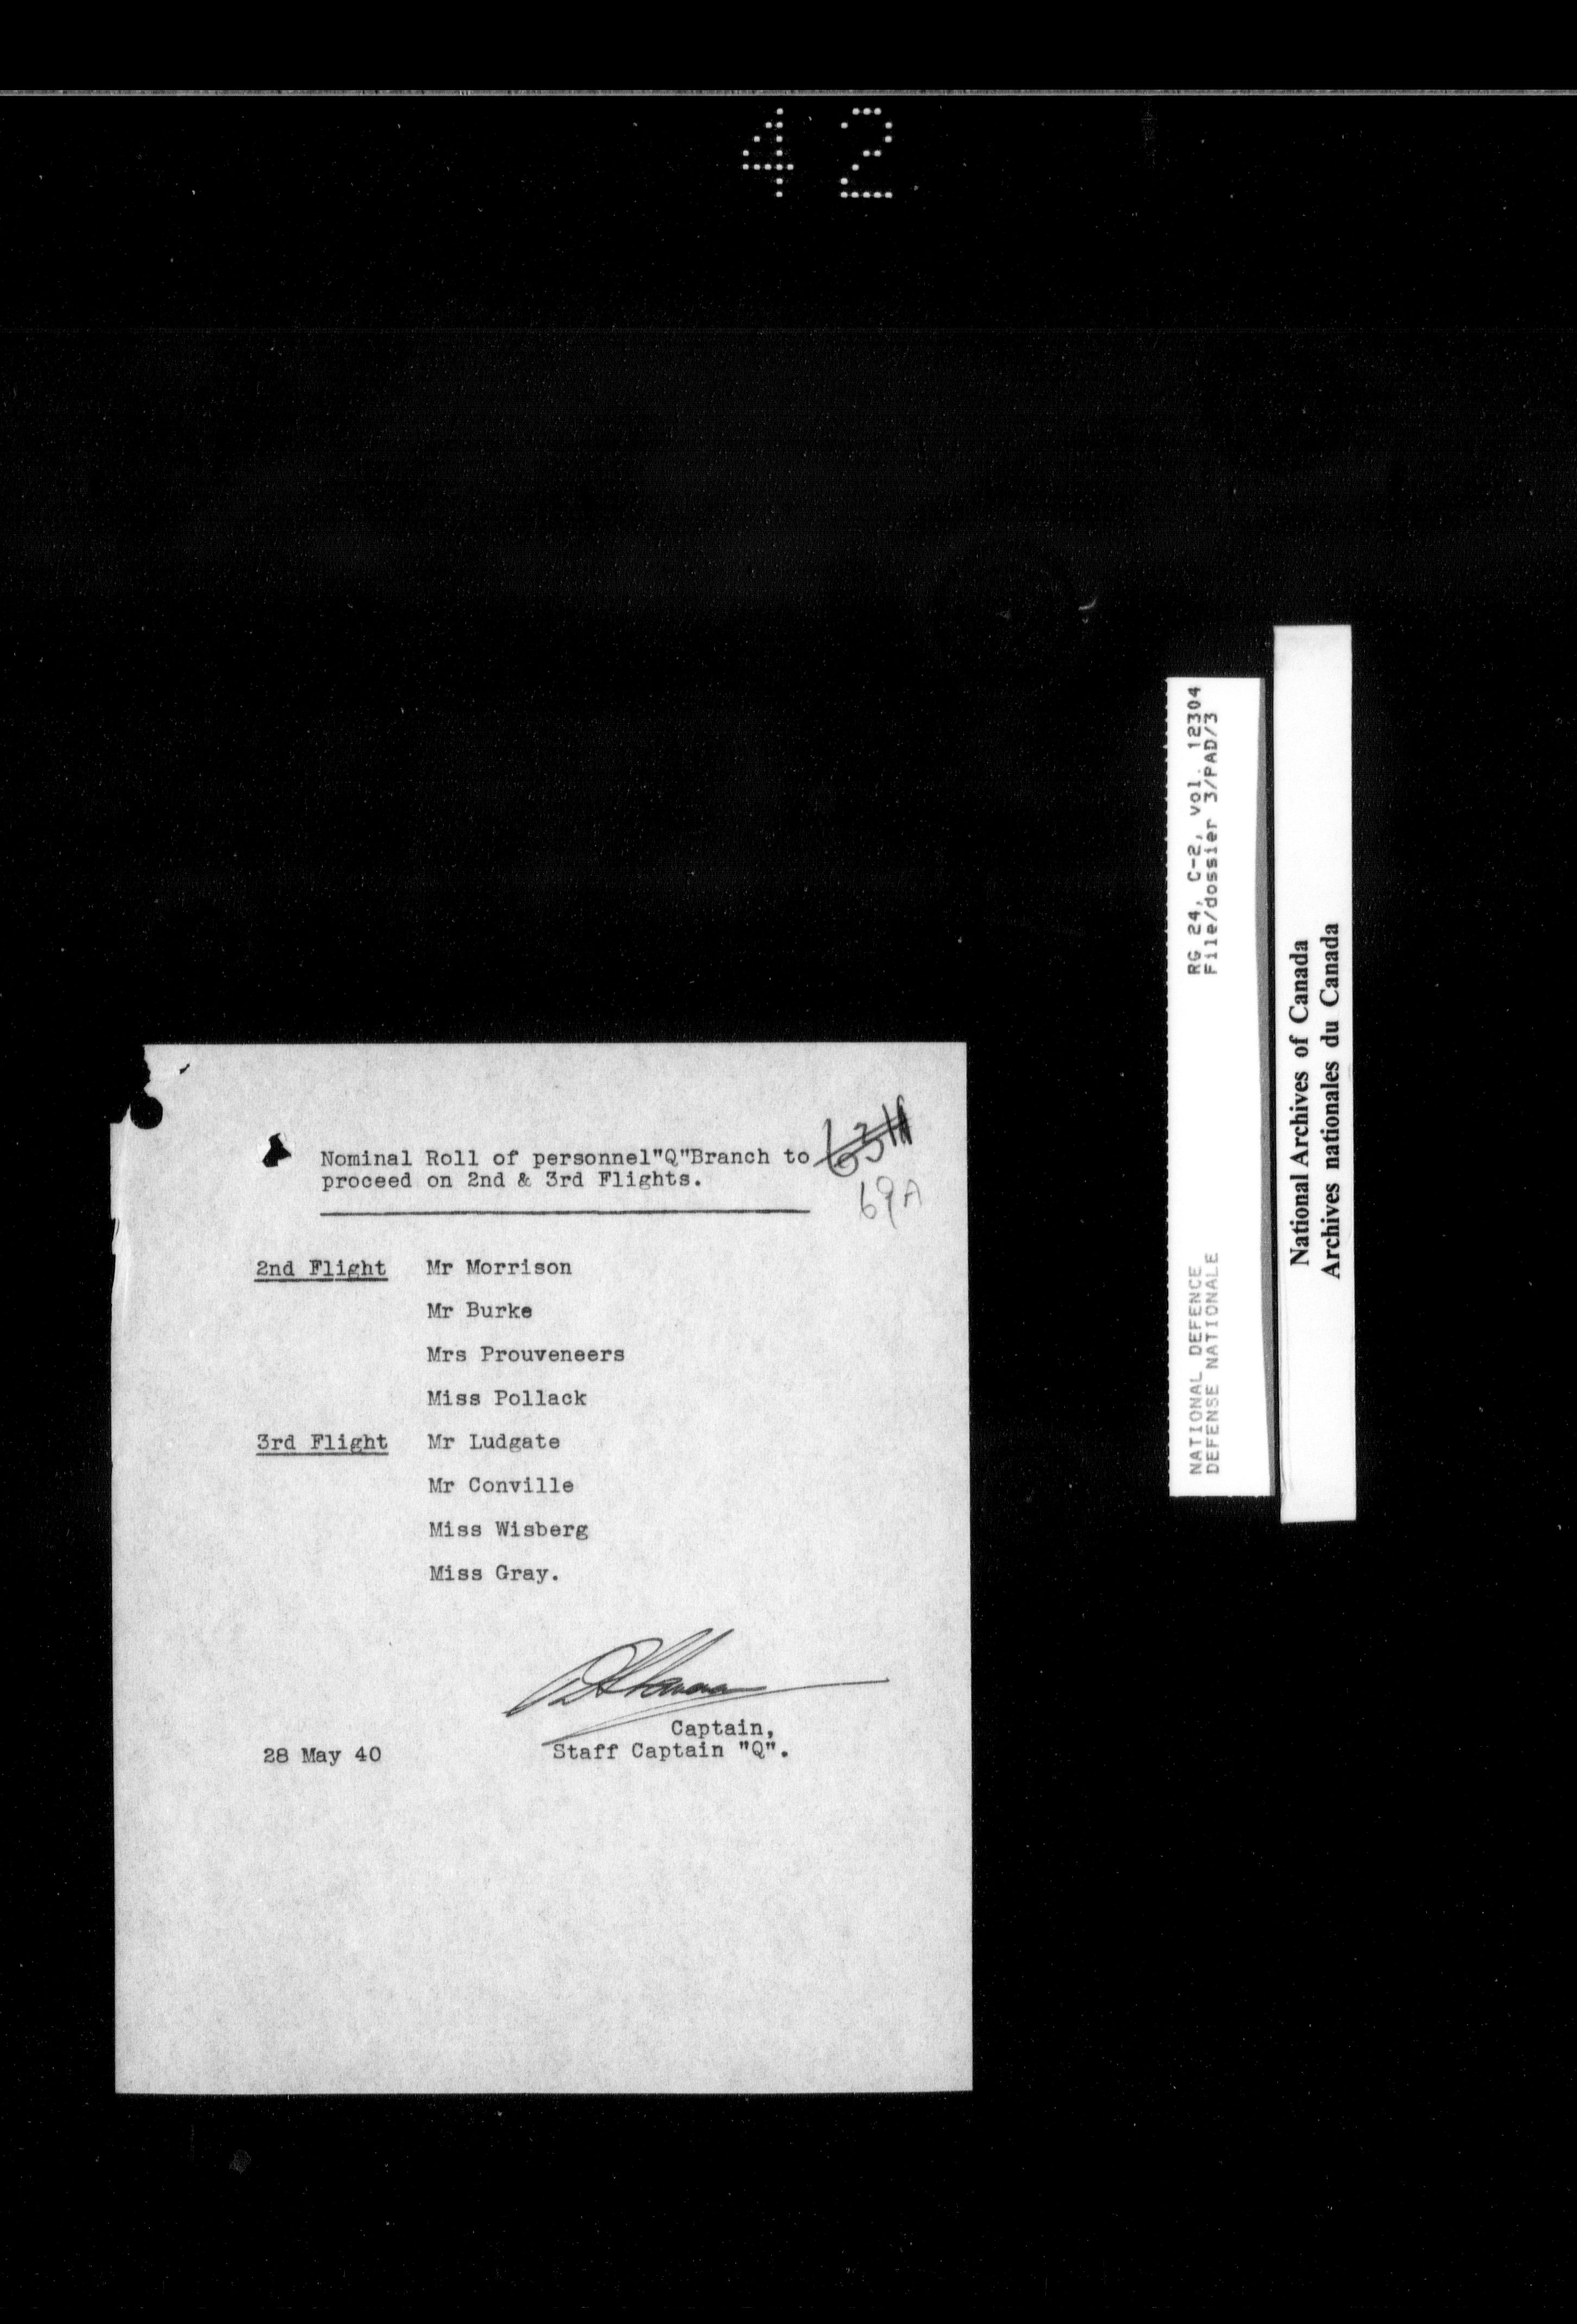 42
Nominal Roll of personnel"Q"Branch to
proceed on 2nd & 3rd Flights.
69A
2nd Flight Mr Morrison
Mr Burke
Mrs Prouveneers
Miss Pollack
3rd Flight Mr Ludgate
Mr Conville
Miss Wisberg
Miss Gray.
Captain,
28 May 40 Staff Captain "Q".
RG 24, C-2, vol. 12304
File/dossier 3/PAD/3
NATIONAL DEFENCE
DEFENSE NATIONALE
National Archives of Canada
Archives nationales du Canada